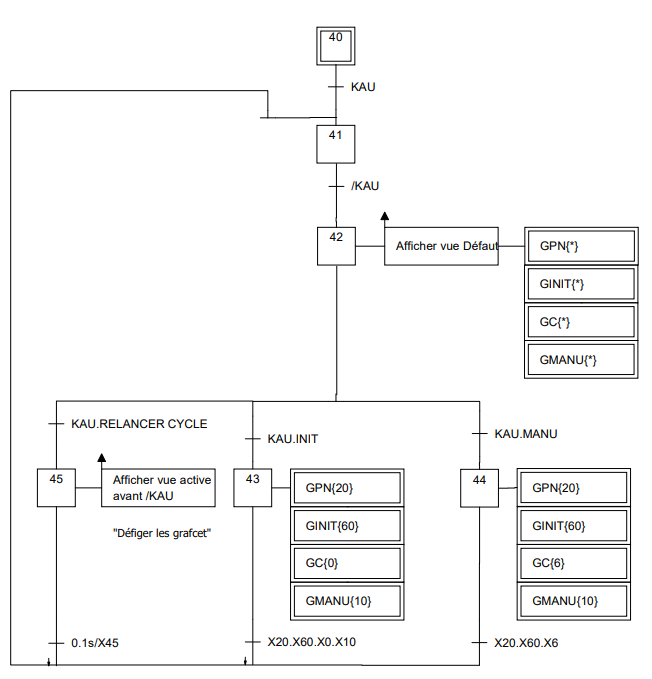 40
KAU
41
/KAU
42
Afficher vue Défaut
GPN{*}
GINIT{*}
GC{*}
GMANU{*}
KAU.RELANCER CYCLE
KAU.INIT
KAU.MANU
45
Afficher vue active
avant /KAU
"Défiger les grafcet"
43
GPN{20}
GINIT{60}
GC{0}
GMANU{10}
44
GPN{20}
GINIT{60}
GC{6}
GMANU{10}
0.1s/X45
X20.X60.X0.X10
X20.X60.X6